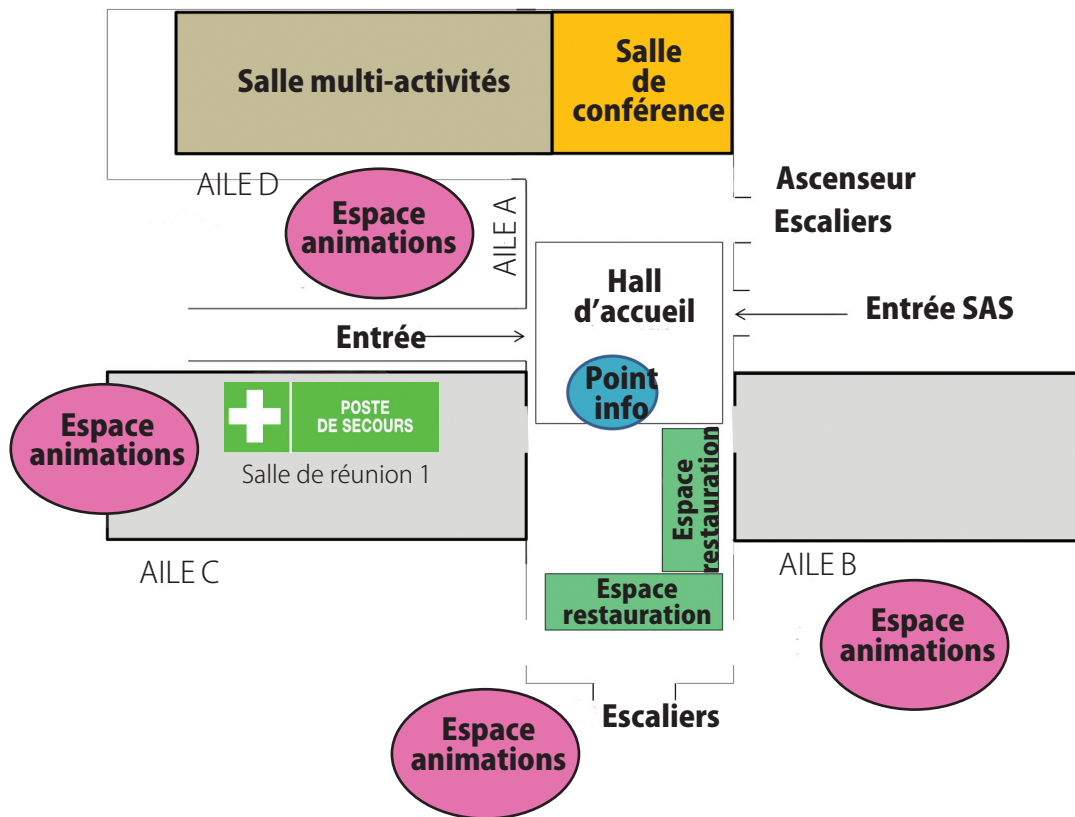 Salle multi-activités
Salle
de
conférence
AILE D
Espace
animations
AILE A
Ascenseur
Escaliers
Hall
d’accueil
Entrée
Entrée SAS
Point
info
Espace
animations
POSTE
DE SECOURS
Salle de réunion 1
Espace
restauration
AILE C
AILE B
Espace
restauration
Espace
animations
Escaliers
Espace
animations